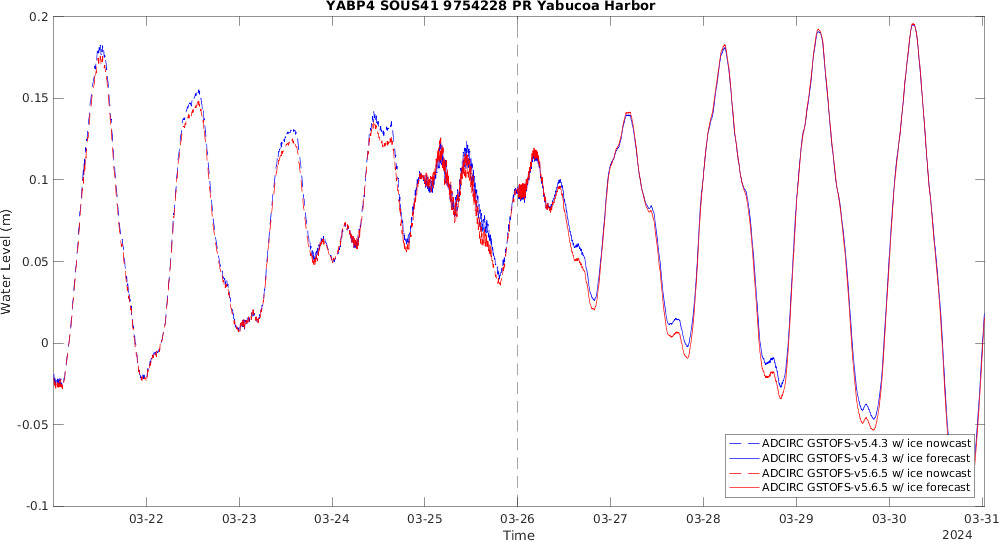 YABP4 SOUS41 9754228 PR Yabucoa Harbor
Water Level (m)
0.2
0.15
0.1
0.05
0
-0.05
-0.1
ADCIRC GSTOFS-v5.4.3 w/ ice nowcast
ADCIRC GSTOFS-v5.4.3 w/ ice forecast
ADCIRC GSTOFS-v5.6.5 w/ ice nowcast
ADCIRC GSTOFS-v5.6.5 w/ ice forecast
03-22 03-23 03-24 03-25 03-26 03-27 03-28 03-29 03-30 03-31
Time
2024